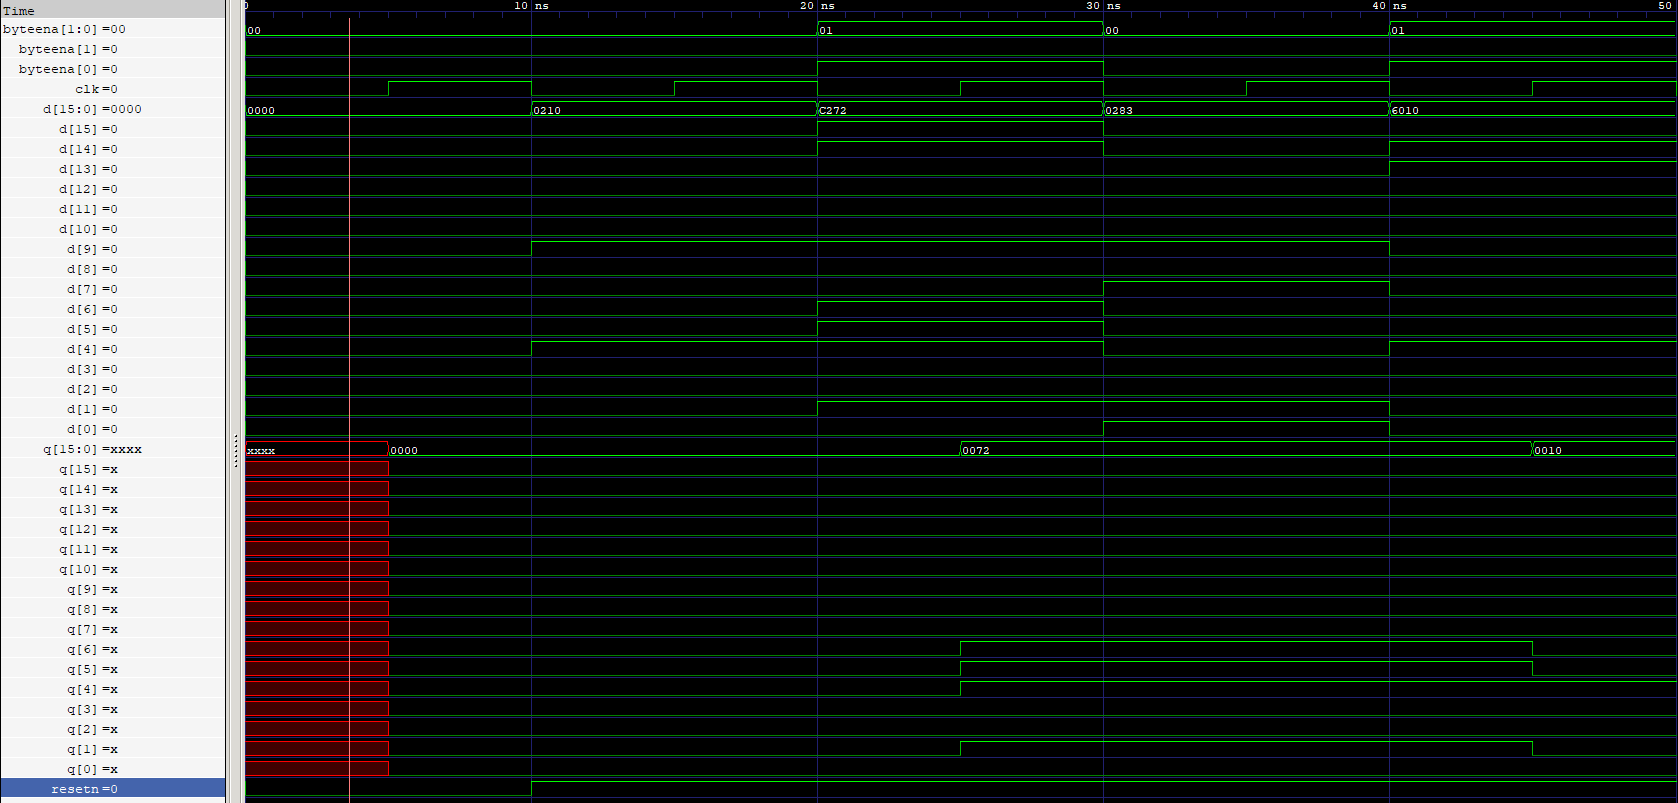 0 10 ns 20 ns 30 ns 40 ns 50
Time
byteena[1:0] =00 00 01 00 01
byteena[1] =0
byteena[0] =0
clk =0
d[15:0] =0000 0000 0210 C272 0283 6010
d[15] =0
d[14] =0
d[13] =0
d[12] =0
d[11] =0
d[10] =0
d[9] =0
d[8] =0
d[7] =0
d[6] =0
d[5] =0
d[4] =0
d[3] =0
d[2] =0
d[1] =0
d[0] =0
q[15:0] =xxxx xxxx 0000 0072 0010
q[15] =x
q[14] =x
q[13] =x
q[12] =x
q[11] =x
q[10] =x
q[9] =x
q[8] =x
q[7] =x
q[6] =x
q[5] =x
q[4] =x
q[3] =x
q[2] =x
q[1] =x
q[0] =x
resetn =0